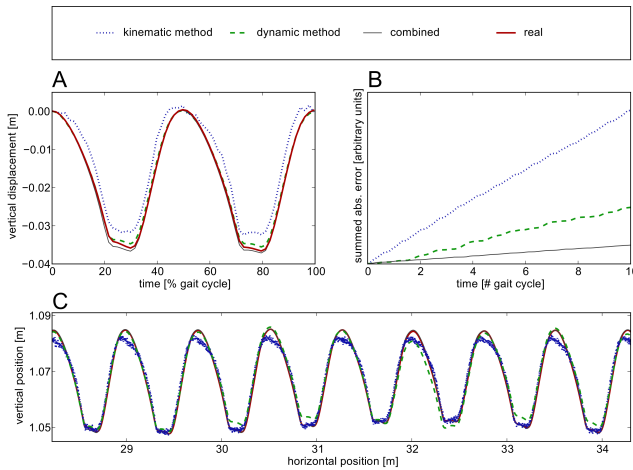 kinematic method dynamic method combined real
A
B
0.00
−0.01
−0.02
−0.03
−0.04
vertical displacement [m]
0 20 40 60 80 100
time [% gait cycle]
summed abs. error [arbitrary units]
0 2 4 6 8 10
time [# gait cycle]
C
1.09
1.07
1.05
vertical position [m]
29 30 31 32 33 34
horizontal position [m]